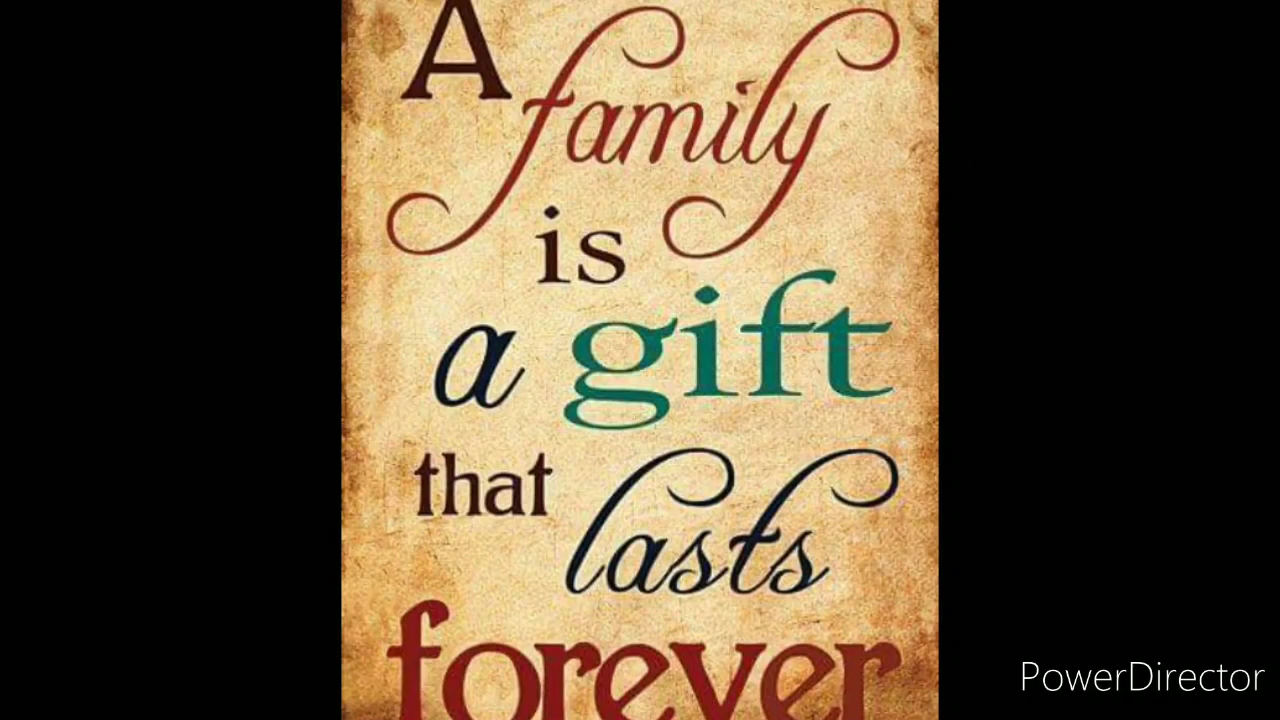 A family
is
a gift
that lasts
forever
PowerDirector